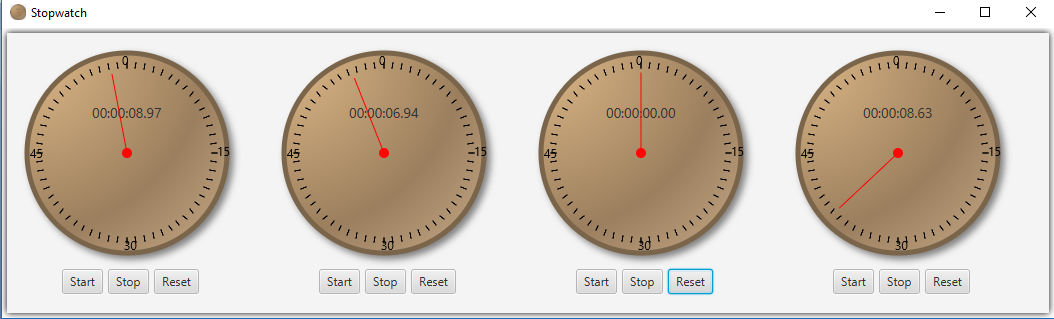 Stopwatch
0 0 0 0
00:00:08.97 00:00:06.94 00:00:00.00 00:00:08.63
45 15 45 15 45 15 45 15
30 30 30 30
Start Stop Reset Start Stop Reset Start Stop Reset Start Stop Reset